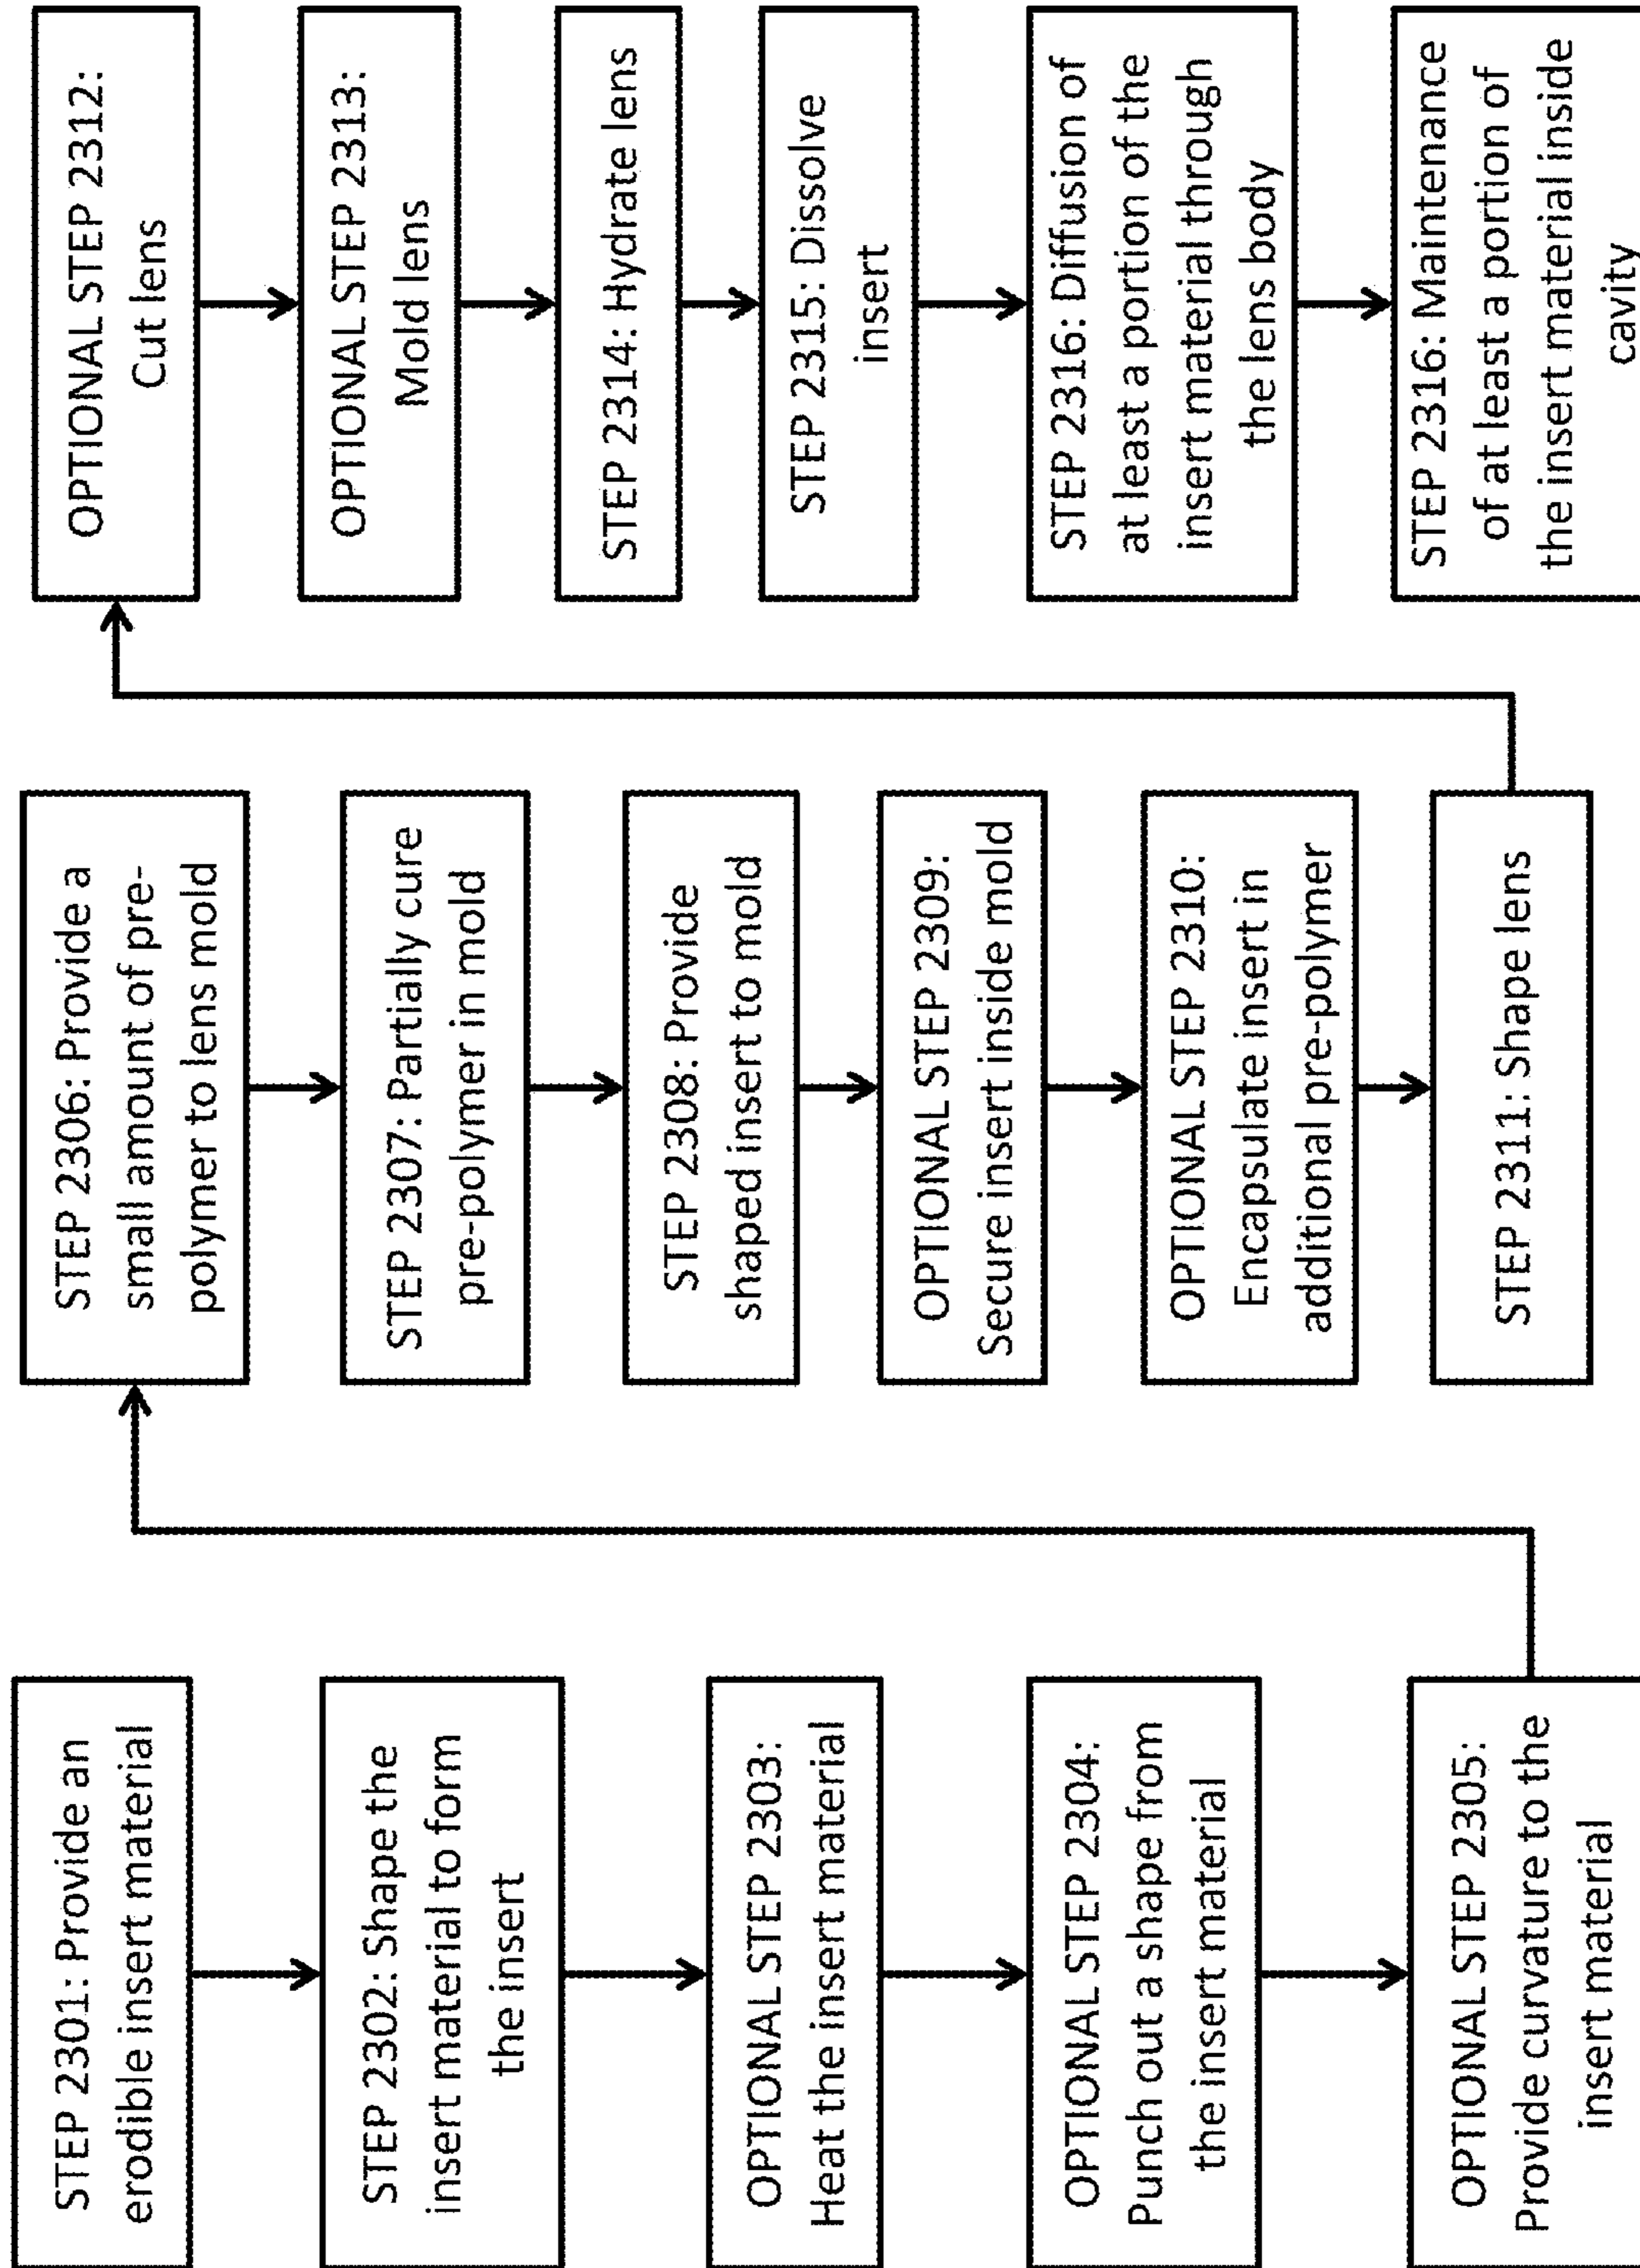 STEP 2301: Provide an
erodible insert material
STEP 2302: Shape the
insert material to form
the insert
OPTIONAL STEP 2303:
Heat the insert material
OPTIONAL STEP 2304:
Punch out a shape from
the insert material
OPTIONAL STEP 2305:
Provide curvature to the
insert material
STEP 2306: Provide a
small amount of pre-
polymer to lens mold
STEP 2307: Partially cure
pre-polymer in mold
STEP 2308: Provide
shaped insert to mold
OPTIONAL STEP 2309:
Secure insert inside mold
OPTIONAL STEP 2310:
Encapsulate insert in
additional pre-polymer
STEP 2311: Shape lens
OPTIONAL STEP 2312:
Cut lens
OPTIONAL STEP 2313:
Mold lens
STEP 2314: Hydrate lens
STEP 2315: Dissolve
insert
STEP 2316: Diffusion of
at least a portion of the
insert material through
the lens body
STEP 2316: Maintenance
of at least a portion of
the insert material inside
cavity